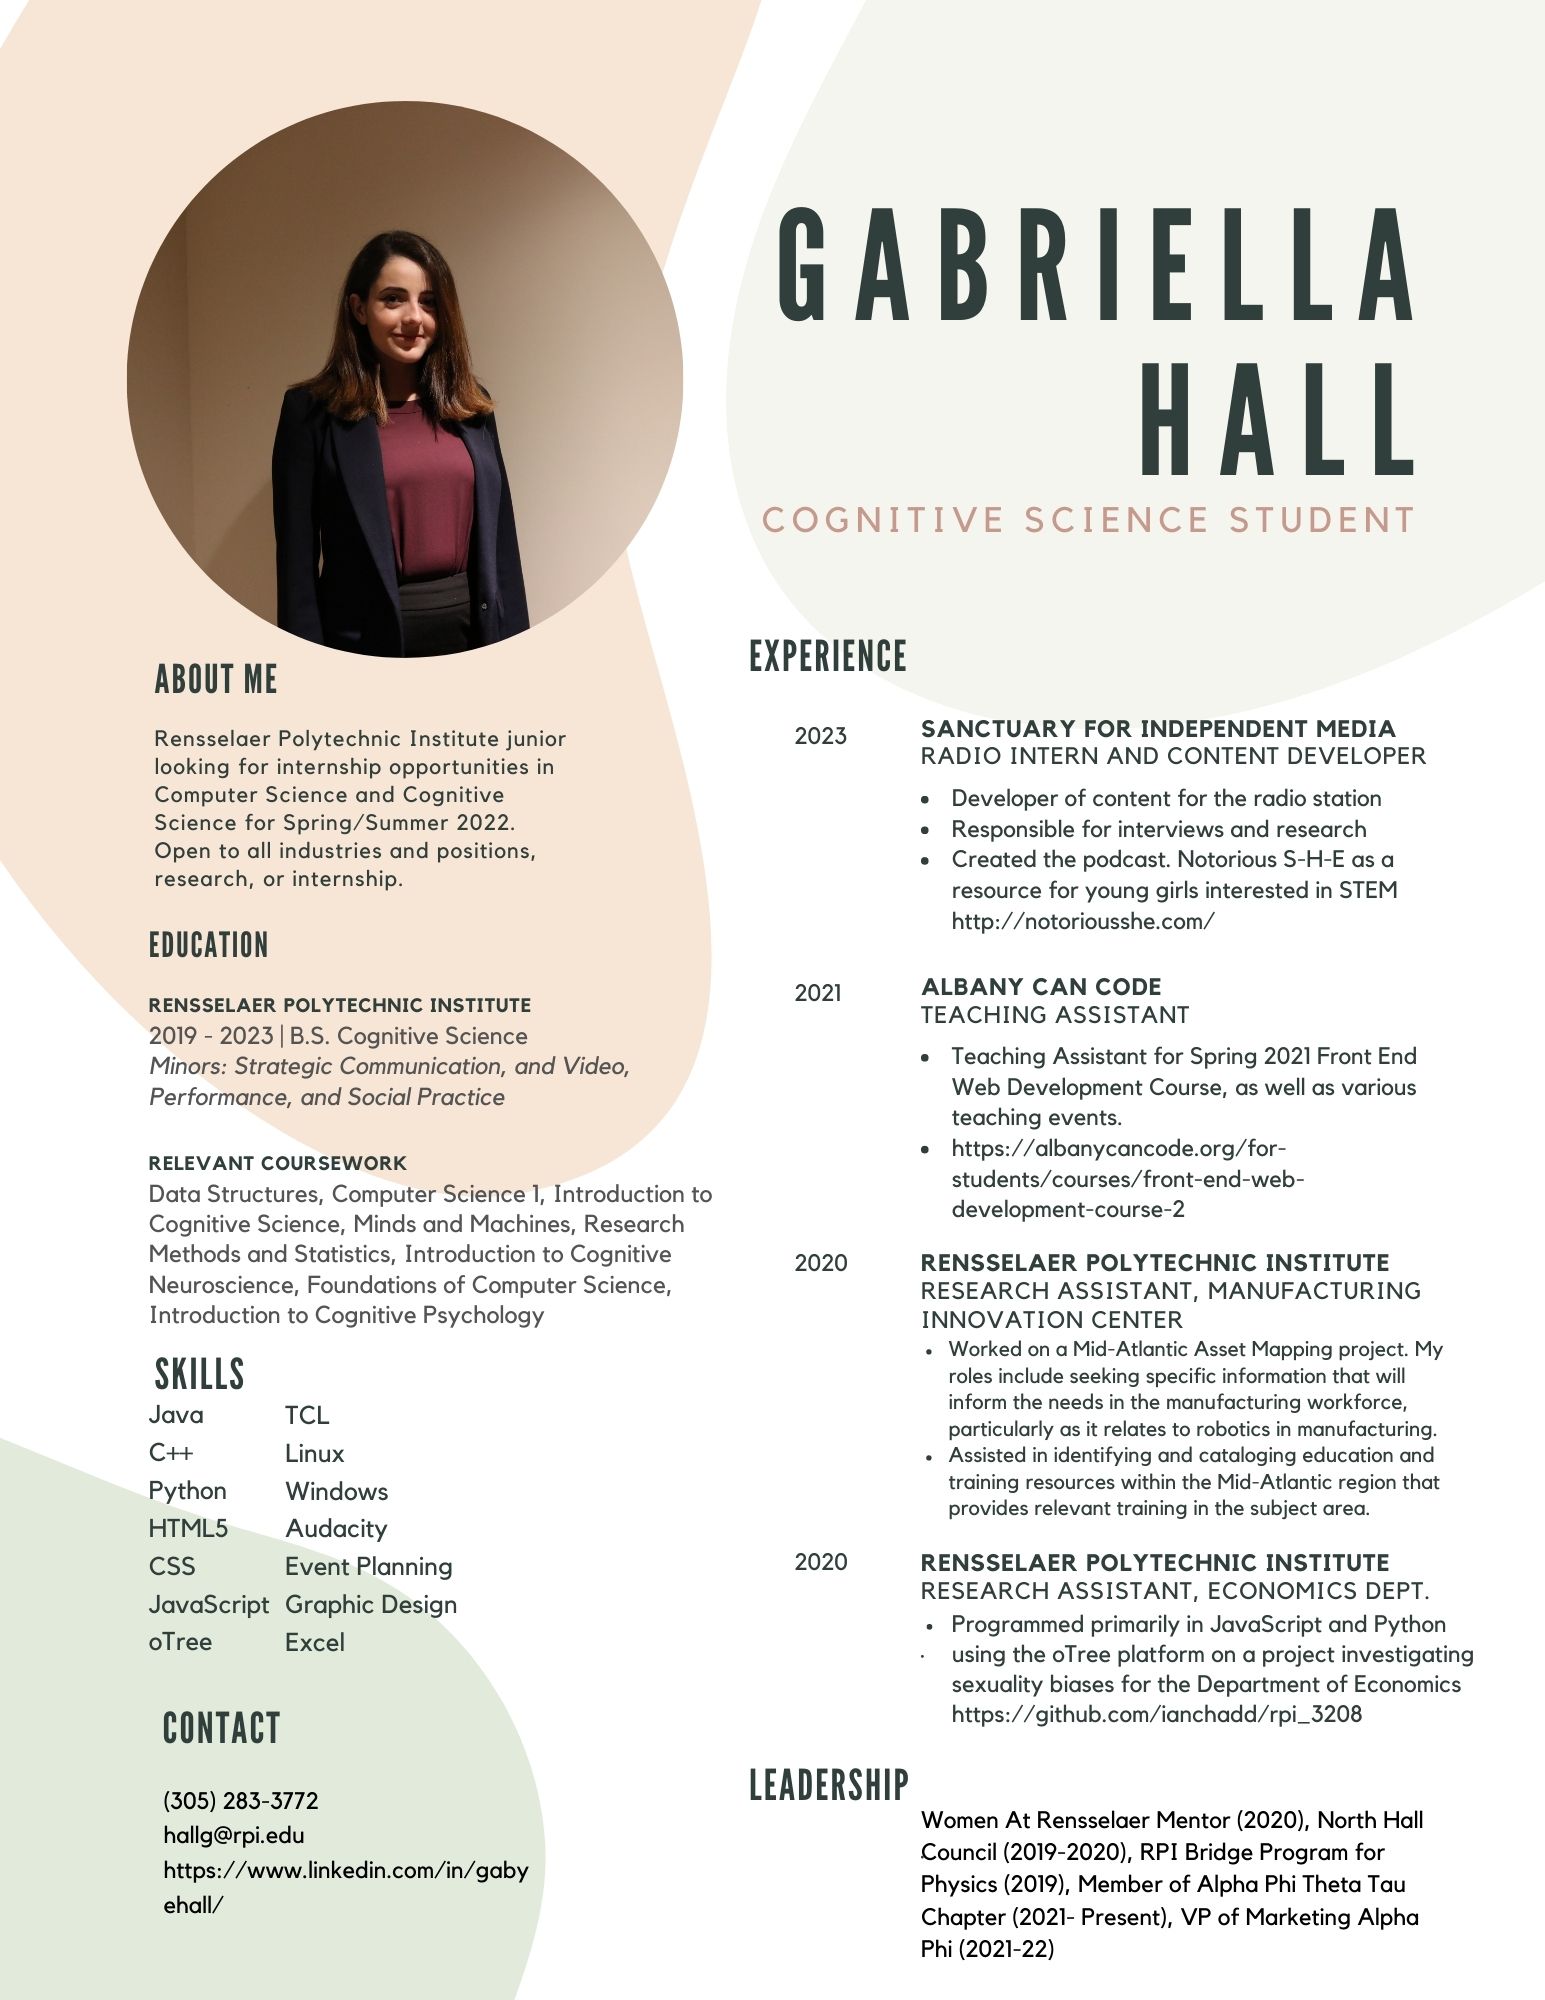 GABRIELLA
HALL
COGNITIVE SCIENCE STUDENT
ABOUT ME
Rensselaer Polytechnic Institute junior
looking for internship opportunities in
Computer Science and Cognitive
Science for Spring/Summer 2022.
Open to all industries and positions,
research, or internship.
EDUCATION
RENSSELAER POLYTECHNIC INSTITUTE
2019 - 2023 | B.S. Cognitive Science
Minors: Strategic Communication, and Video,
Performance, and Social Practice
RELEVANT COURSEWORK
Data Structures, Computer Science 1, Introduction to
Cognitive Science, Minds and Machines, Research
Methods and Statistics, Introduction to Cognitive
Neuroscience, Foundations of Computer Science,
Introduction to Cognitive Psychology
SKILLS
Java TCL
C++ Linux
Python Windows
HTML5 Audacity
CSS Event Planning
JavaScript Graphic Design
oTree Excel
CONTACT
(305) 283-3772
hallg@rpi.edu
https://www.linkedin.com/in/gaby
ehall/
EXPERIENCE
2023 SANCTUARY FOR INDEPENDENT MEDIA
RADIO INTERN AND CONTENT DEVELOPER
• Developer of content for the radio station
• Responsible for interviews and research
• Created the podcast. Notorious S-H-E as a
resource for young girls interested in STEM
http://notoriousshe.com/
2021 ALBANY CAN CODE
TEACHING ASSISTANT
• Teaching Assistant for Spring 2021 Front End
Web Development Course, as well as various
teaching events.
• https://albanycancode.org/for-
students/courses/front-end-web-
development-course-2
2020 RENSSELAER POLYTECHNIC INSTITUTE
RESEARCH ASSISTANT, MANUFACTURING
INNOVATION CENTER
• Worked on a Mid-Atlantic Asset Mapping project. My
roles include seeking specific information that will
inform the needs in the manufacturing workforce,
particularly as it relates to robotics in manufacturing.
• Assisted in identifying and cataloging education and
training resources within the Mid-Atlantic region that
provides relevant training in the subject area.
2020 RENSSELAER POLYTECHNIC INSTITUTE
RESEARCH ASSISTANT, ECONOMICS DEPT.
• Programmed primarily in JavaScript and Python
· using the oTree platform on a project investigating
sexuality biases for the Department of Economics
https://github.com/ianchadd/rpi_3208
LEADERSHIP
Women At Rensselaer Mentor (2020), North Hall
Council (2019-2020), RPI Bridge Program for
Physics (2019), Member of Alpha Phi Theta Tau
Chapter (2021- Present), VP of Marketing Alpha
Phi (2021-22)